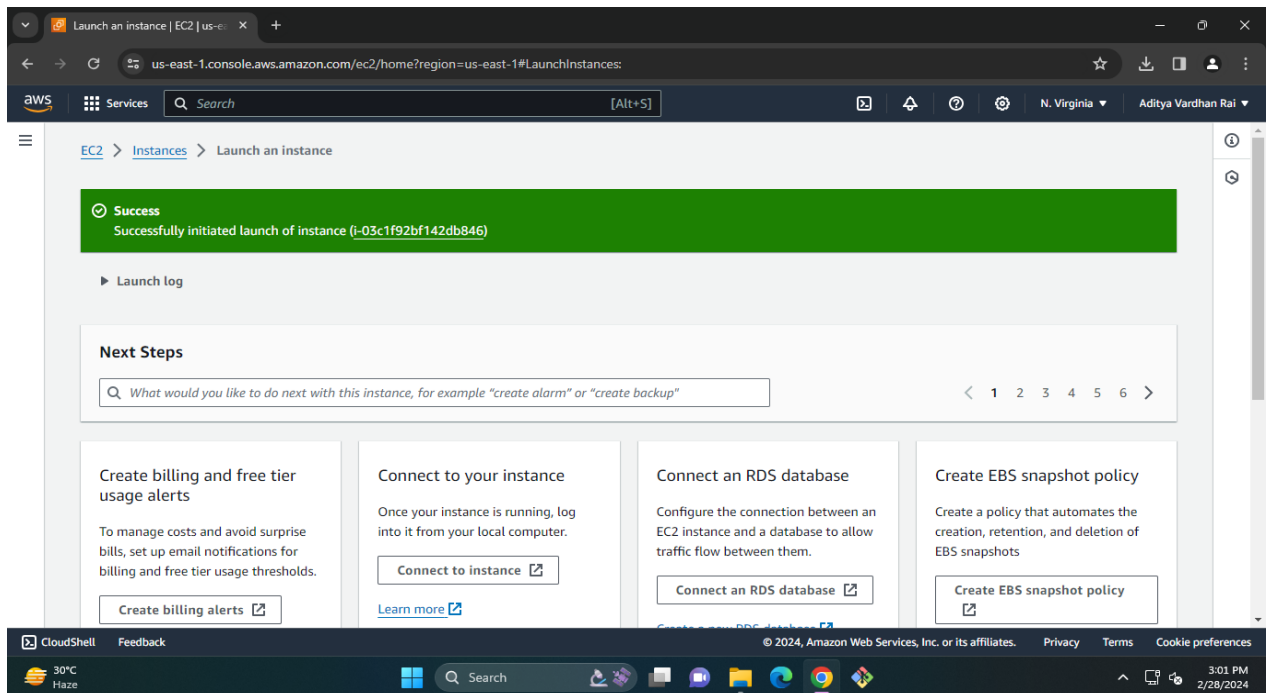 Launch an instance | EC2 | us-ea
us-east-1.console.aws.amazon.com/ec2/home?region=us-east-1#LaunchInstances:
aws Services Search [Alt+S] N. Virginia ▼ Aditya Vardhan Rai ▼
EC2 > Instances > Launch an instance
Success
Successfully initiated launch of instance (i-03c1f92bf142db846)
Launch log
Next Steps
What would you like to do next with this instance, for example "create alarm" or "create backup"
1 2 3 4 5 6
Create billing and free tier
usage alerts
To manage costs and avoid surprise
bills, set up email notifications for
billing and free tier usage thresholds.
Create billing alerts
Connect to your instance
Once your instance is running, log
into it from your local computer.
Connect to instance
Learn more
Connect an RDS database
Configure the connection between an
EC2 instance and a database to allow
traffic flow between them.
Connect an RDS database
Create a new RDS database
Create EBS snapshot policy
Create a policy that automates the
creation, retention, and deletion of
EBS snapshots
Create EBS snapshot policy
CloudShell Feedback © 2024, Amazon Web Services, Inc. or its affiliates. Privacy Terms Cookie preferences
30°C
Haze
Search
3:01 PM
2/28/2024